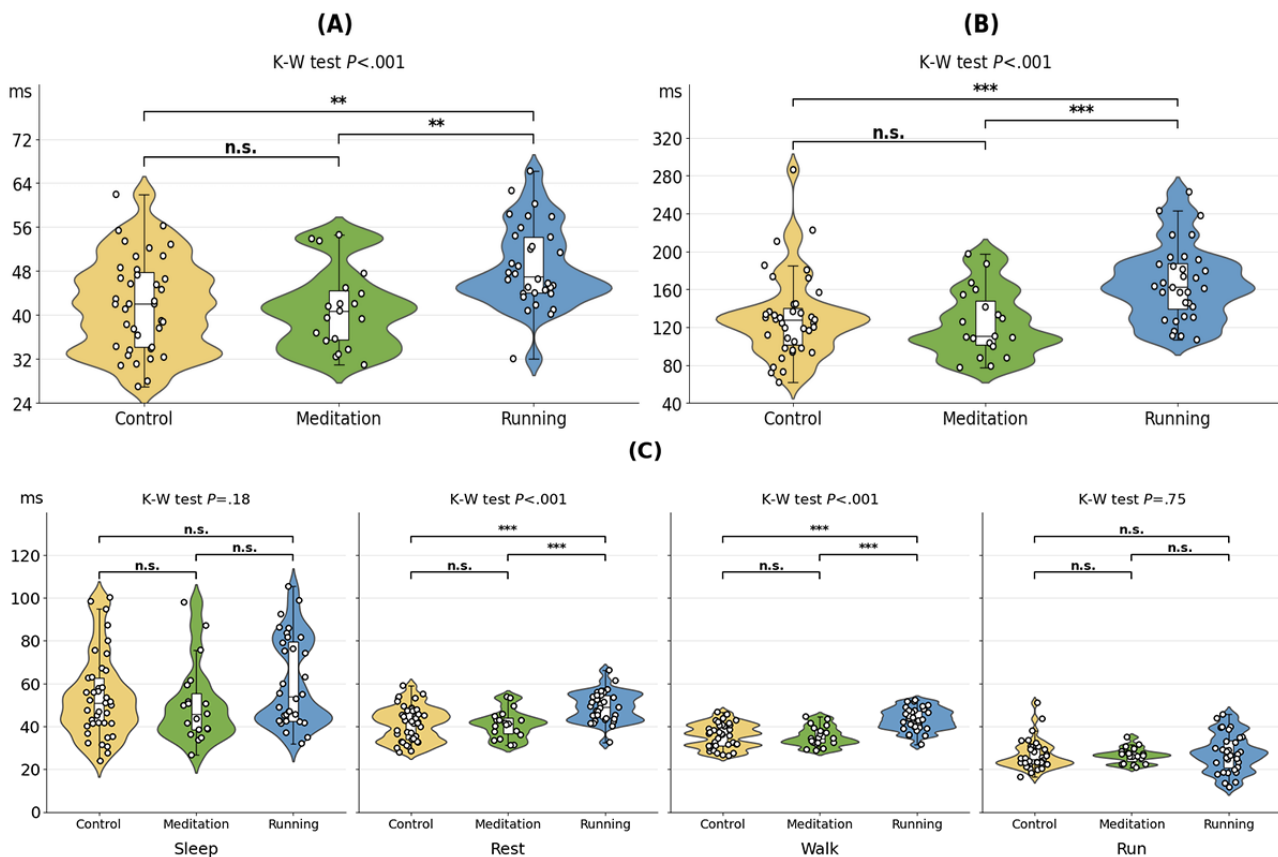 (A) (B)
K-W test P<.001 K-W test P<.001
ms ms
** ***
** ***
n.s. n.s.
72 320
64 280
56 240
48 200
40 160
32 120
24 80
40
Control Meditation Running Control Meditation Running
(C)
ms K-W test P=.18 K-W test P<.001 K-W test P<.001 K-W test P=.75
n.s. *** *** n.s.
n.s. *** *** n.s.
n.s. n.s. n.s. n.s.
120
100
80
60
40
20
0
Control Meditation Running Control Meditation Running Control Meditation Running Control Meditation Running
Sleep Rest Walk Run